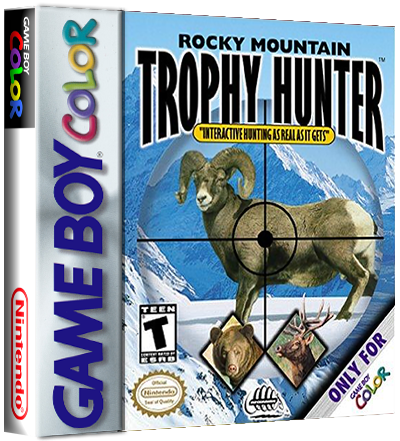 GAME BOY
COLOR
Nintendo®
GAME BOY COLOR
ROCKY MOUNTAIN
TROPHY HUNTER™
"INTERACTIVE HUNTING AS REAL AS IT GETS"
TEEN
T
CONTENT RATED BY
ESRB
Official
Nintendo
Seal of Quality
ONLY FOR
GAME BOY
COLOR